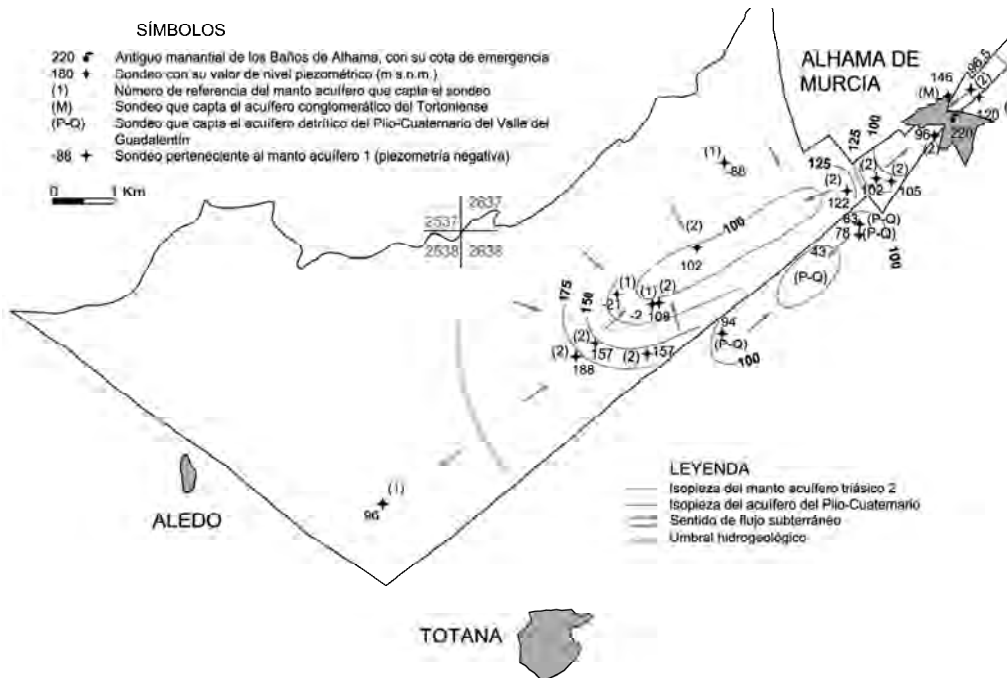 SÍMBOLOS
220 Antiguo manantial de los Baños de Alhama, con su cota de emergencia
180 Sondeo con su valor de nivel piezométrico (m s.n.m.)
(1) Número de referencia del manto acuífero que capta el sondeo
(M) Sondeo que capta el acuífero conglomerático del Tortoniense
(P-Q) Sondeo que capta el acuífero detrítico del Plio-Cuaternario del Valle del
Guadalentín
-88 Sondeo perteneciente al manto acuífero 1 (piezometría negativa)
0 1 Km
ALHAMA DE
MURCIA
146
(M)
196.5
(2)
120
220
96
(2)
125
100
(2)
(2)
102
105
125
(2)
122
(1)
-88
2537
2637
2538
2638
(2)
100
102
83
(P-Q)
78
(P-Q)
100
43
(P-Q)
(1)
-21
(1)
(2)
-2
109
175
150
(2)
157
(2)
157
(2)
188
94
(P-Q)
100
(1)
96
ALEDO
LEYENDA
Isopieza del manto acuífero triásico 2
Isopieza del acuífero del Plio-Cuaternario
Sentido de flujo subterráneo
Umbral hidrogeológico
TOTANA